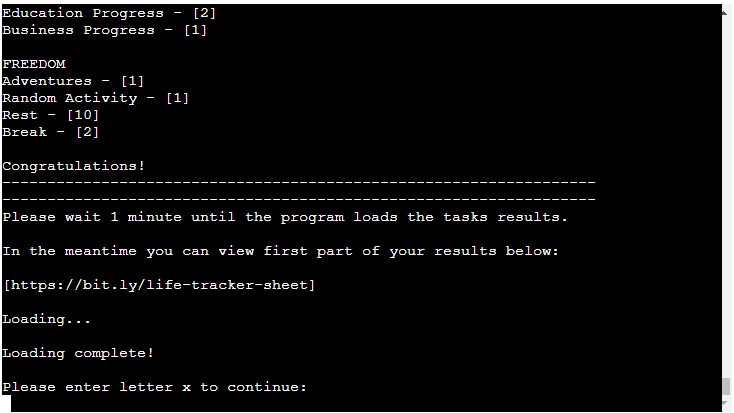 Education Progress - [2]
Business Progress - [1]
FREEDOM
Adventures - [1]
Random Activity - [1]
Rest - [10]
Break - [2]
Congratulations!
------------------------------------------------------------------
------------------------------------------------------------------
Please wait 1 minute until the program loads the tasks results.
In the meantime you can view first part of your results below:
[https://bit.ly/life-tracker-sheet]
Loading...
Loading complete!
Please enter letter x to continue: